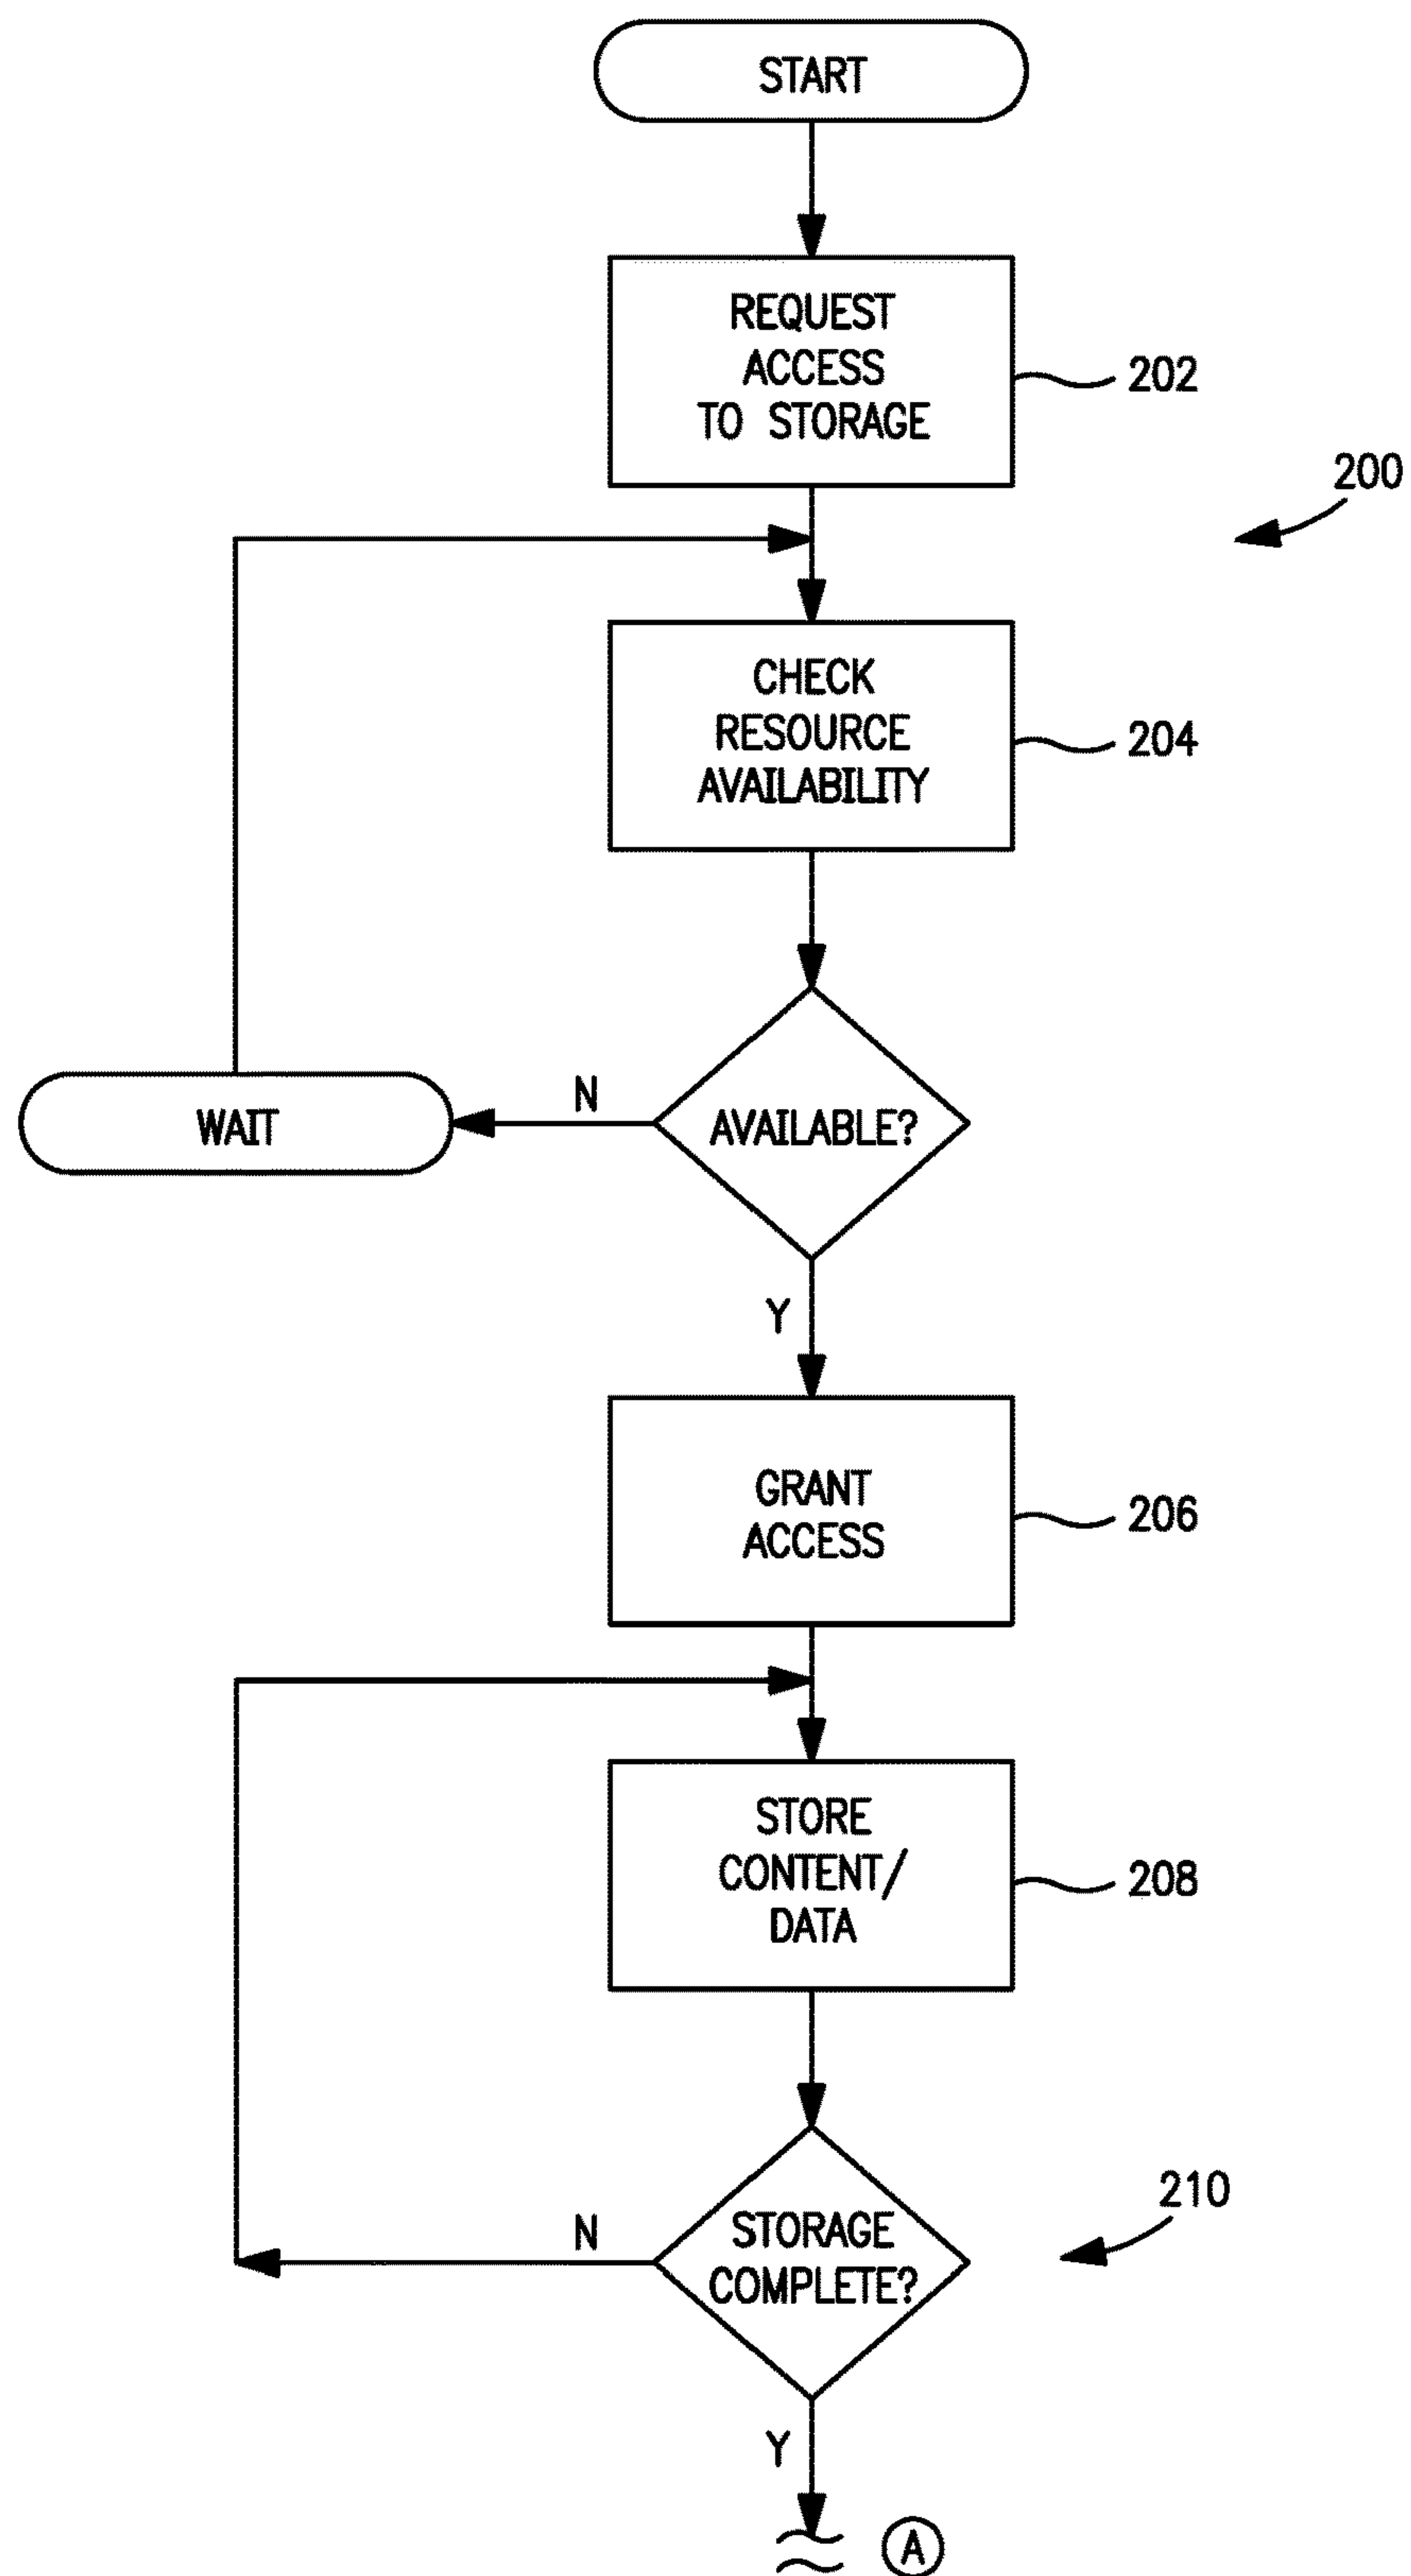 START
REQUEST
ACCESS
TO STORAGE
202
200
CHECK
RESOURCE
AVAILABILITY
204
AVAILABLE?
N
WAIT
Y
GRANT
ACCESS
206
STORE
CONTENT/
DATA
208
210
STORAGE
COMPLETE?
N
Y
A